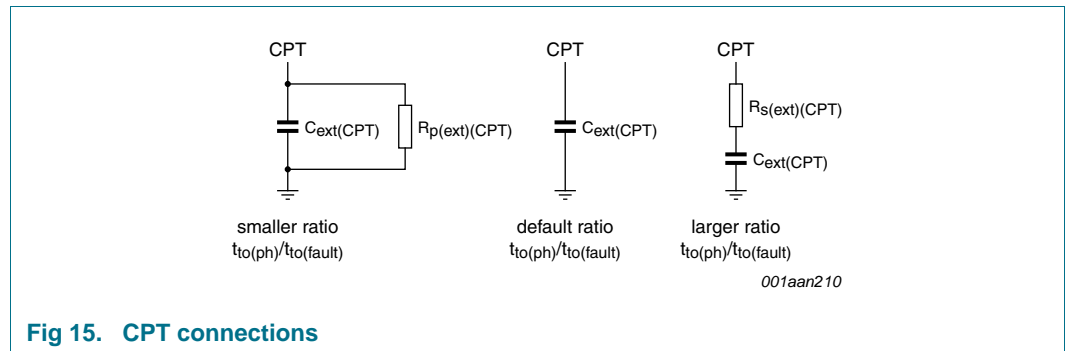 CPT
CPT
CPT
Cext(CPT)
Rp(ext)(CPT)
Cext(CPT)
Rs(ext)(CPT)
Cext(CPT)
smaller ratio
tto(ph)/tto(fault)
default ratio
tto(ph)/tto(fault)
larger ratio
tto(ph)/tto(fault)
001aan210
Fig 15. CPT connections